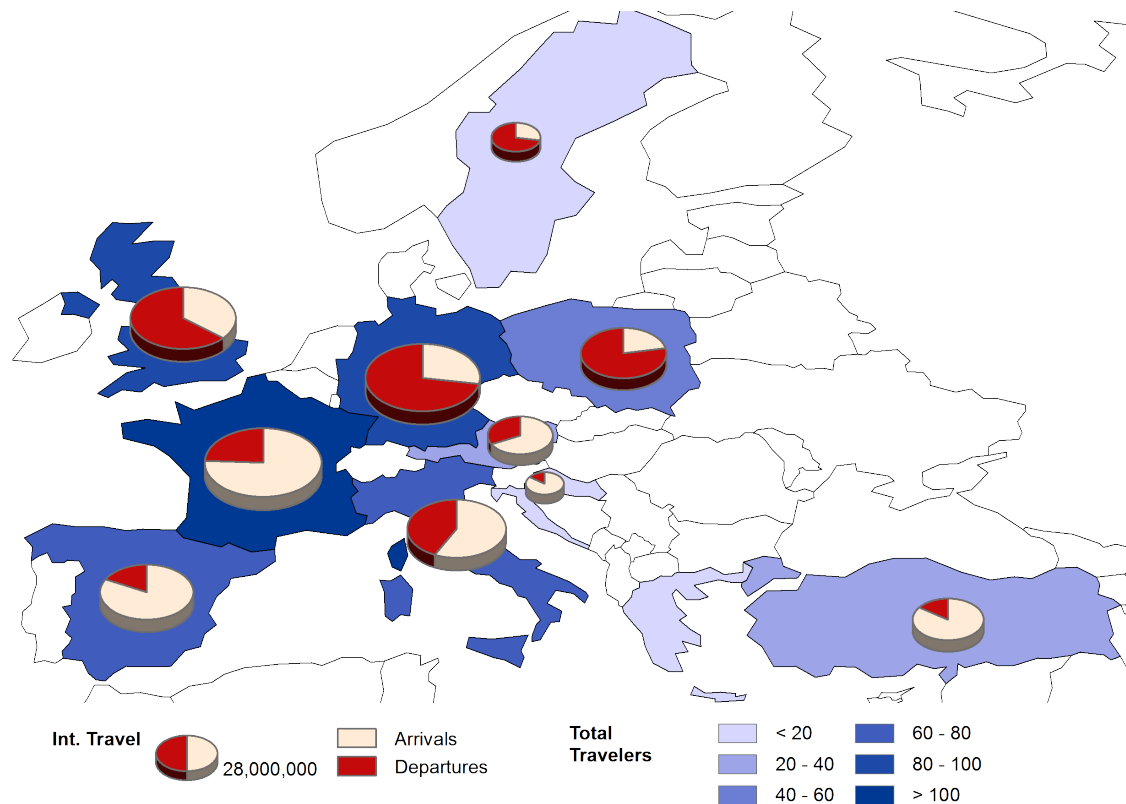 Int. Travel
28,000,000
Arrivals
Departures
Total
Travelers
< 20
20 - 40
40 - 60
60 - 80
80 - 100
> 100